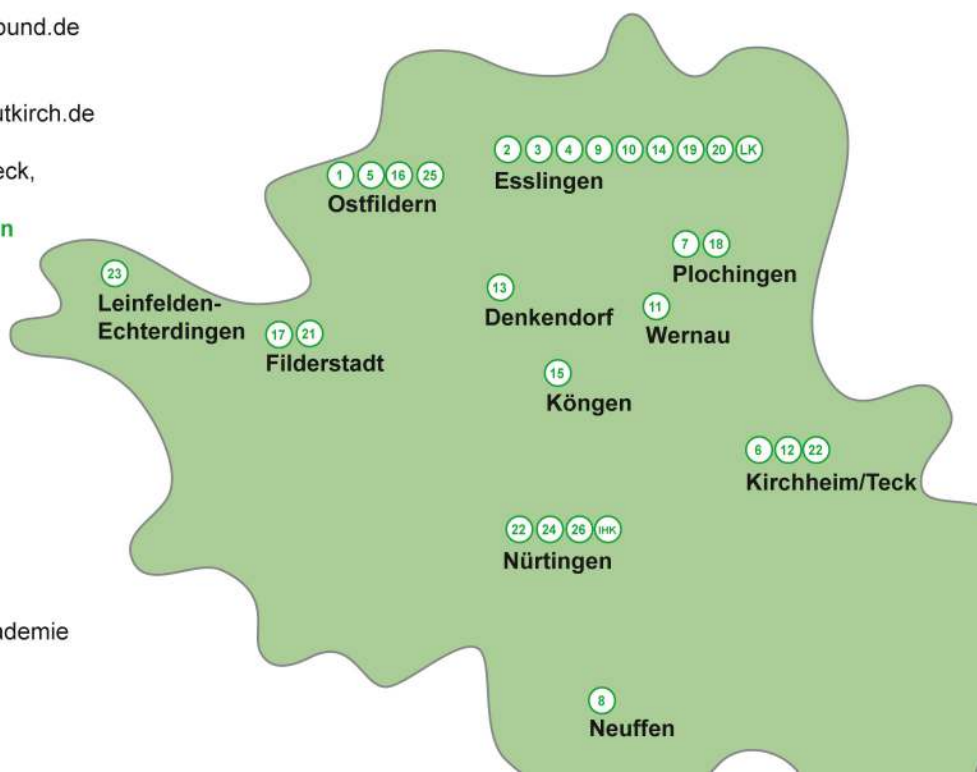 ound.de
utkirch.de
eck,
n
ademie
2 3 4 9 10 14 19 20 LK
Esslingen
1 5 16 25
Ostfildern
7 18
Plochingen
23
Leinfelden-
Echterdingen
13
Denkendorf
11
Wernau
17 21
Filderstadt
15
Köngen
6 12 22
Kirchheim/Teck
22 24 26 IHK
Nürtingen
8
Neuffen